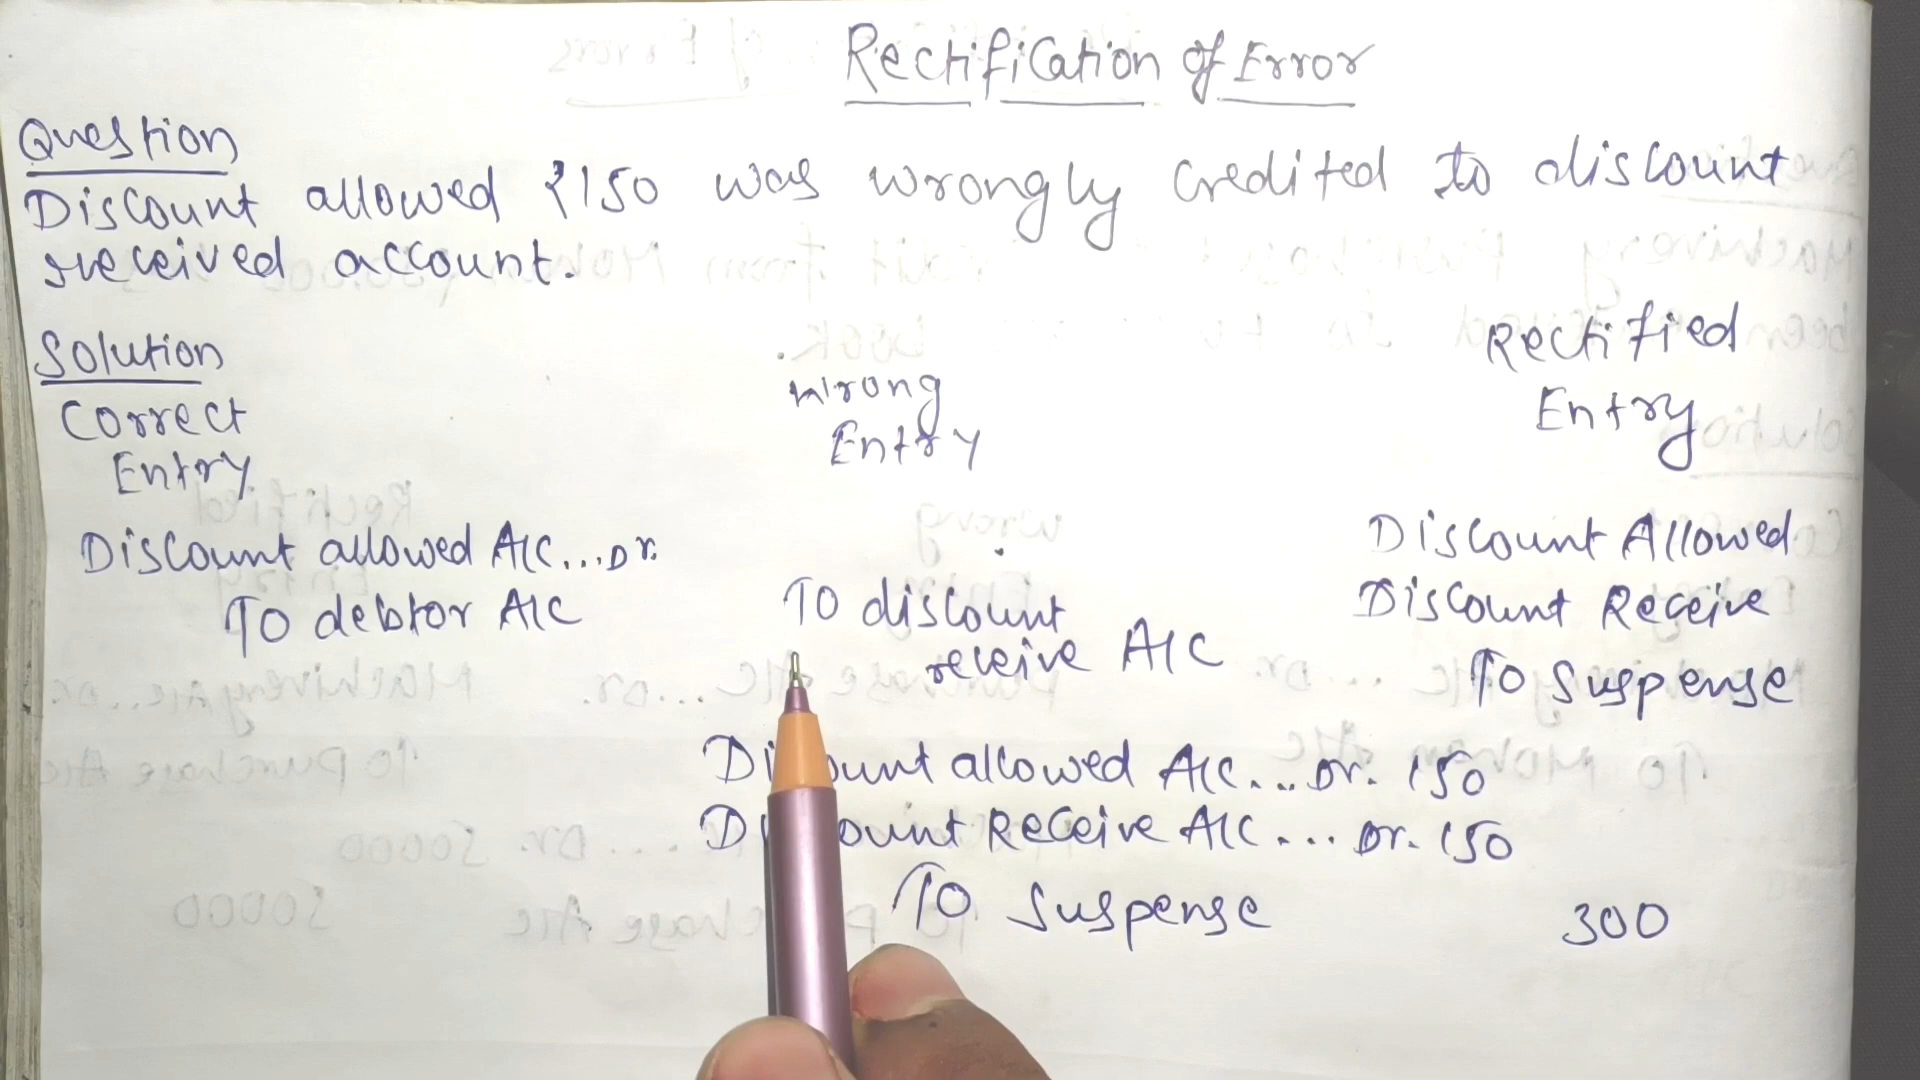 Rectification of Error
Question
Discount allowed ₹150 was wrongly credited to discount
received account.
Solution
Correct
Entry
Wrong
Entry
Rectified
Entry
Discount allowed A/C...Dr.
To debtor A/C
To discount
receive A/C
Discount Allowed
Discount Receive
To Suspense
allowed A/C...Dr. 150
Receive A/C...Dr. 150
To Suspense 300